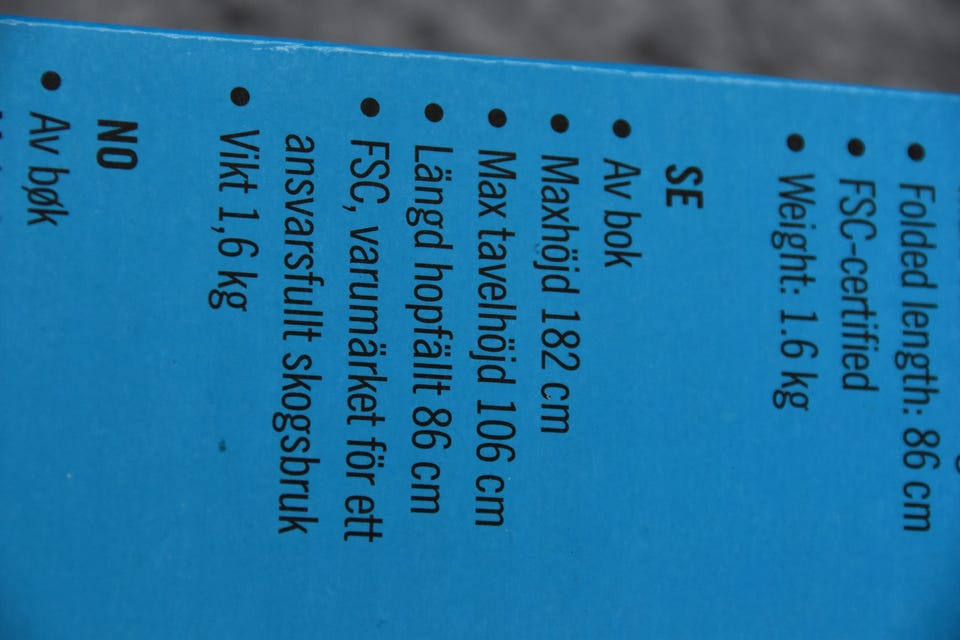 • Folded length: 86 cm
• FSC-certified
• Weight: 1.6 kg
SE
• Av bok
• Maxhöjd 182 cm
• Max tavelhöjd 106 cm
• Längd hopfällt 86 cm
• FSC, varumärket för ett
ansvarsfullt skogsbruk
• Vikt 1,6 kg
NO
• Av bøk